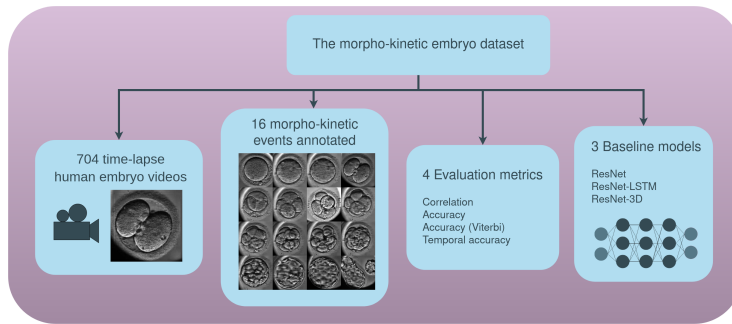 The morpho-kinetic embryo dataset
704 time-lapse
human embryo videos
16 morpho-kinetic
events annotated
4 Evaluation metrics
Correlation
Accuracy
Accuracy (Viterbi)
Temporal accuracy
3 Baseline models
ResNet
ResNet-LSTM
ResNet-3D